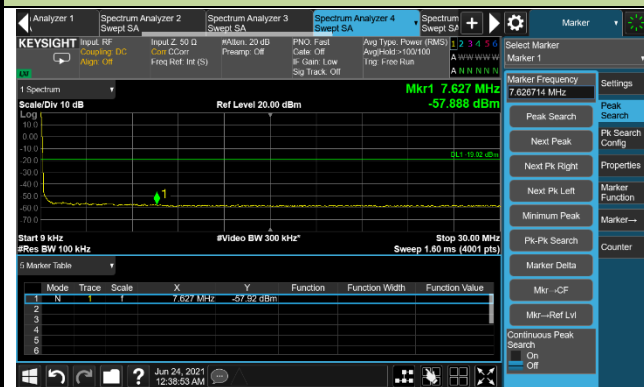 Analyzer 1
Swept SA
Spectrum Analyzer 2
Swept SA
Spectrum Analyzer 3
Swept SA
Spectrum Analyzer 4
Swept SA
Spectrum
Swept SA
Marker
KEYSIGHT
Input: RF
Coupling: DC
Align: Off
Input Z: 50 Ω
Corr CCorr
Freq Ref: Int (S)
#Atten: 20 dB
Preamp: Off
PNO: Fast
Gate: Off
IF Gain: Low
Sig Track: Off
Avg Type: Power (RMS)
Avg|Hold:>100/100
Trig: Free Run
1 2 3 4 5 6
A W W W W W
A N N N N N
LXI
Select Marker
Marker 1
1 Spectrum
Mkr1 7.627 MHz
Scale/Div 10 dB
Ref Level 20.00 dBm
-57.888 dBm
Log
10.0
0.00
-10.0
-20.0
-30.0
-40.0
-50.0
-60.0
-70.0
1
Start 9 kHz
#Video BW 300 kHz*
Stop 30.00 MHz
#Res BW 100 kHz
Sweep 1.60 ms (4001 pts)
5 Marker Table
Mode Trace Scale X Y Function Function Width Function Value
1 N 1 f 7.627 MHz -57.92 dBm
2
3
4
5
6
Marker Frequency
7.626714 MHz
Peak Search
Next Peak
Next Pk Right
Next Pk Left
Minimum Peak
Pk-Pk Search
Marker Delta
Mkr→CF
Mkr→Ref Lvl
Continuous Peak
Search
On
Off
Settings
Peak
Search
Pk Search
Config
Properties
Marker
Function
Marker→
Counter
?
Jun 24, 2021
12:38:53 AM